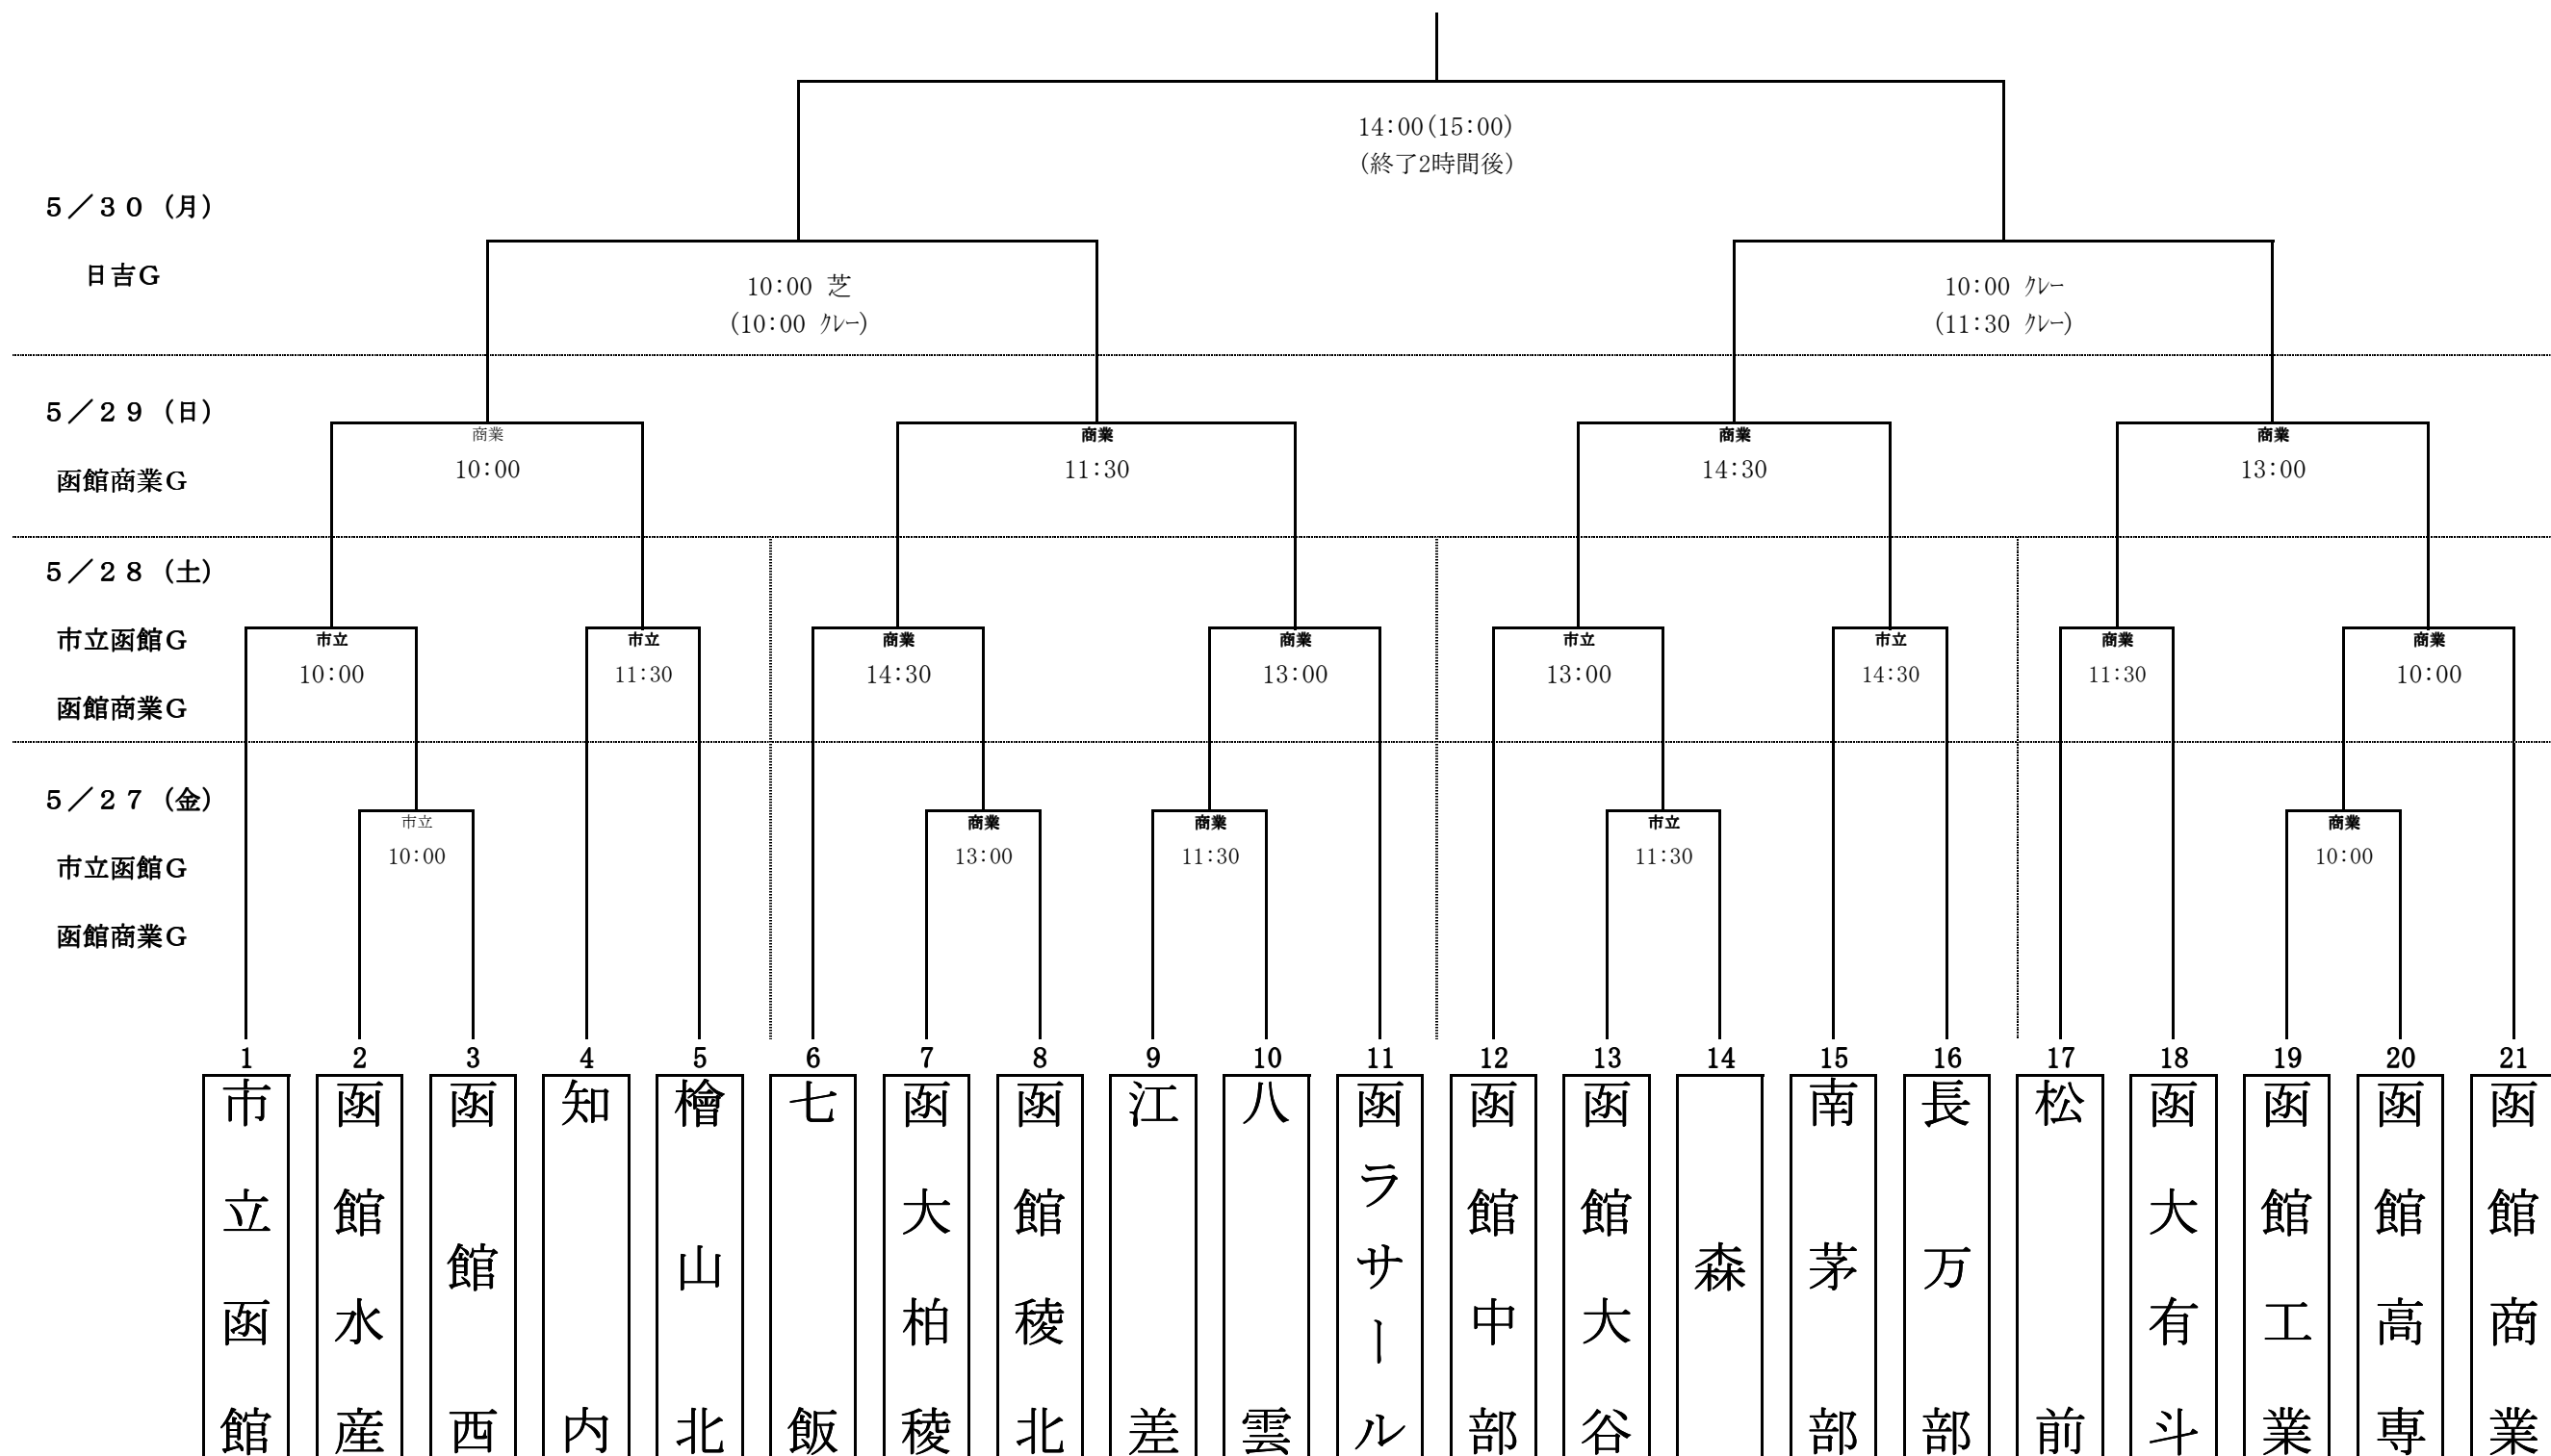 14:00(15:00)
(終了2時間後)
5／30 (月)
日吉G
10:00 芝
(10:00 ｸﾚｰ)
10:00 ｸﾚｰ
(11:30 ｸﾚｰ)
5／29 (日)
函館商業G
商業
10:00
商業
11:30
商業
14:30
商業
13:00
5／28 (土)
市立函館G
函館商業G
市立
10:00
市立
11:30
商業
14:30
商業
13:00
市立
13:00
市立
14:30
商業
11:30
商業
10:00
5／27 (金)
市立函館G
函館商業G
市立
10:00
商業
13:00
商業
11:30
市立
11:30
商業
10:00
1 2 3 4 5 6 7 8 9 10 11 12 13 14 15 16 17 18 19 20 21
市立函館
函館水産
函館西
知内
檜山北
七飯
函大柏稜
函館稜北
江差
八雲
函ラサール
函館中部
函館大谷
森
南茅部
長万部
松前
函大有斗
函館工業
函館高専
函館商業